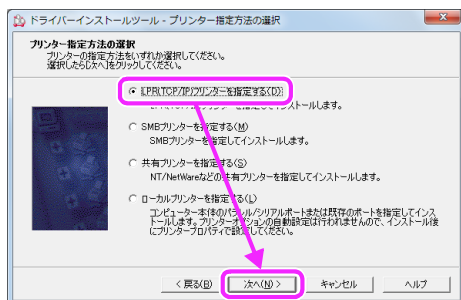 ドライバーインストールツール - プリンター指定方法の選択
プリンター指定方法の選択
プリンターの指定方法をいずれか選択してください。
選択したら[次へ]をクリックしてください。
LPR(TCP/IP)プリンターを指定する(D)
してインストールします。
SMBプリンターを指定する(M)
SMBプリンターを指定してインストールします。
共有プリンターを指定する(S)
NT/NetWareなどの共有プリンターを指定してインストールします。
ローカルプリンターを指定する(L)
コンピューター本体のパラレル/シリアルポートまたは既存のポートを指定してインス
トールします。プリンターオプションの自動設定は行われませんので、インストール後
にプリンタープロパティで設定してください。
< 戻る(B)
次へ(N) >
キャンセル
ヘルプ